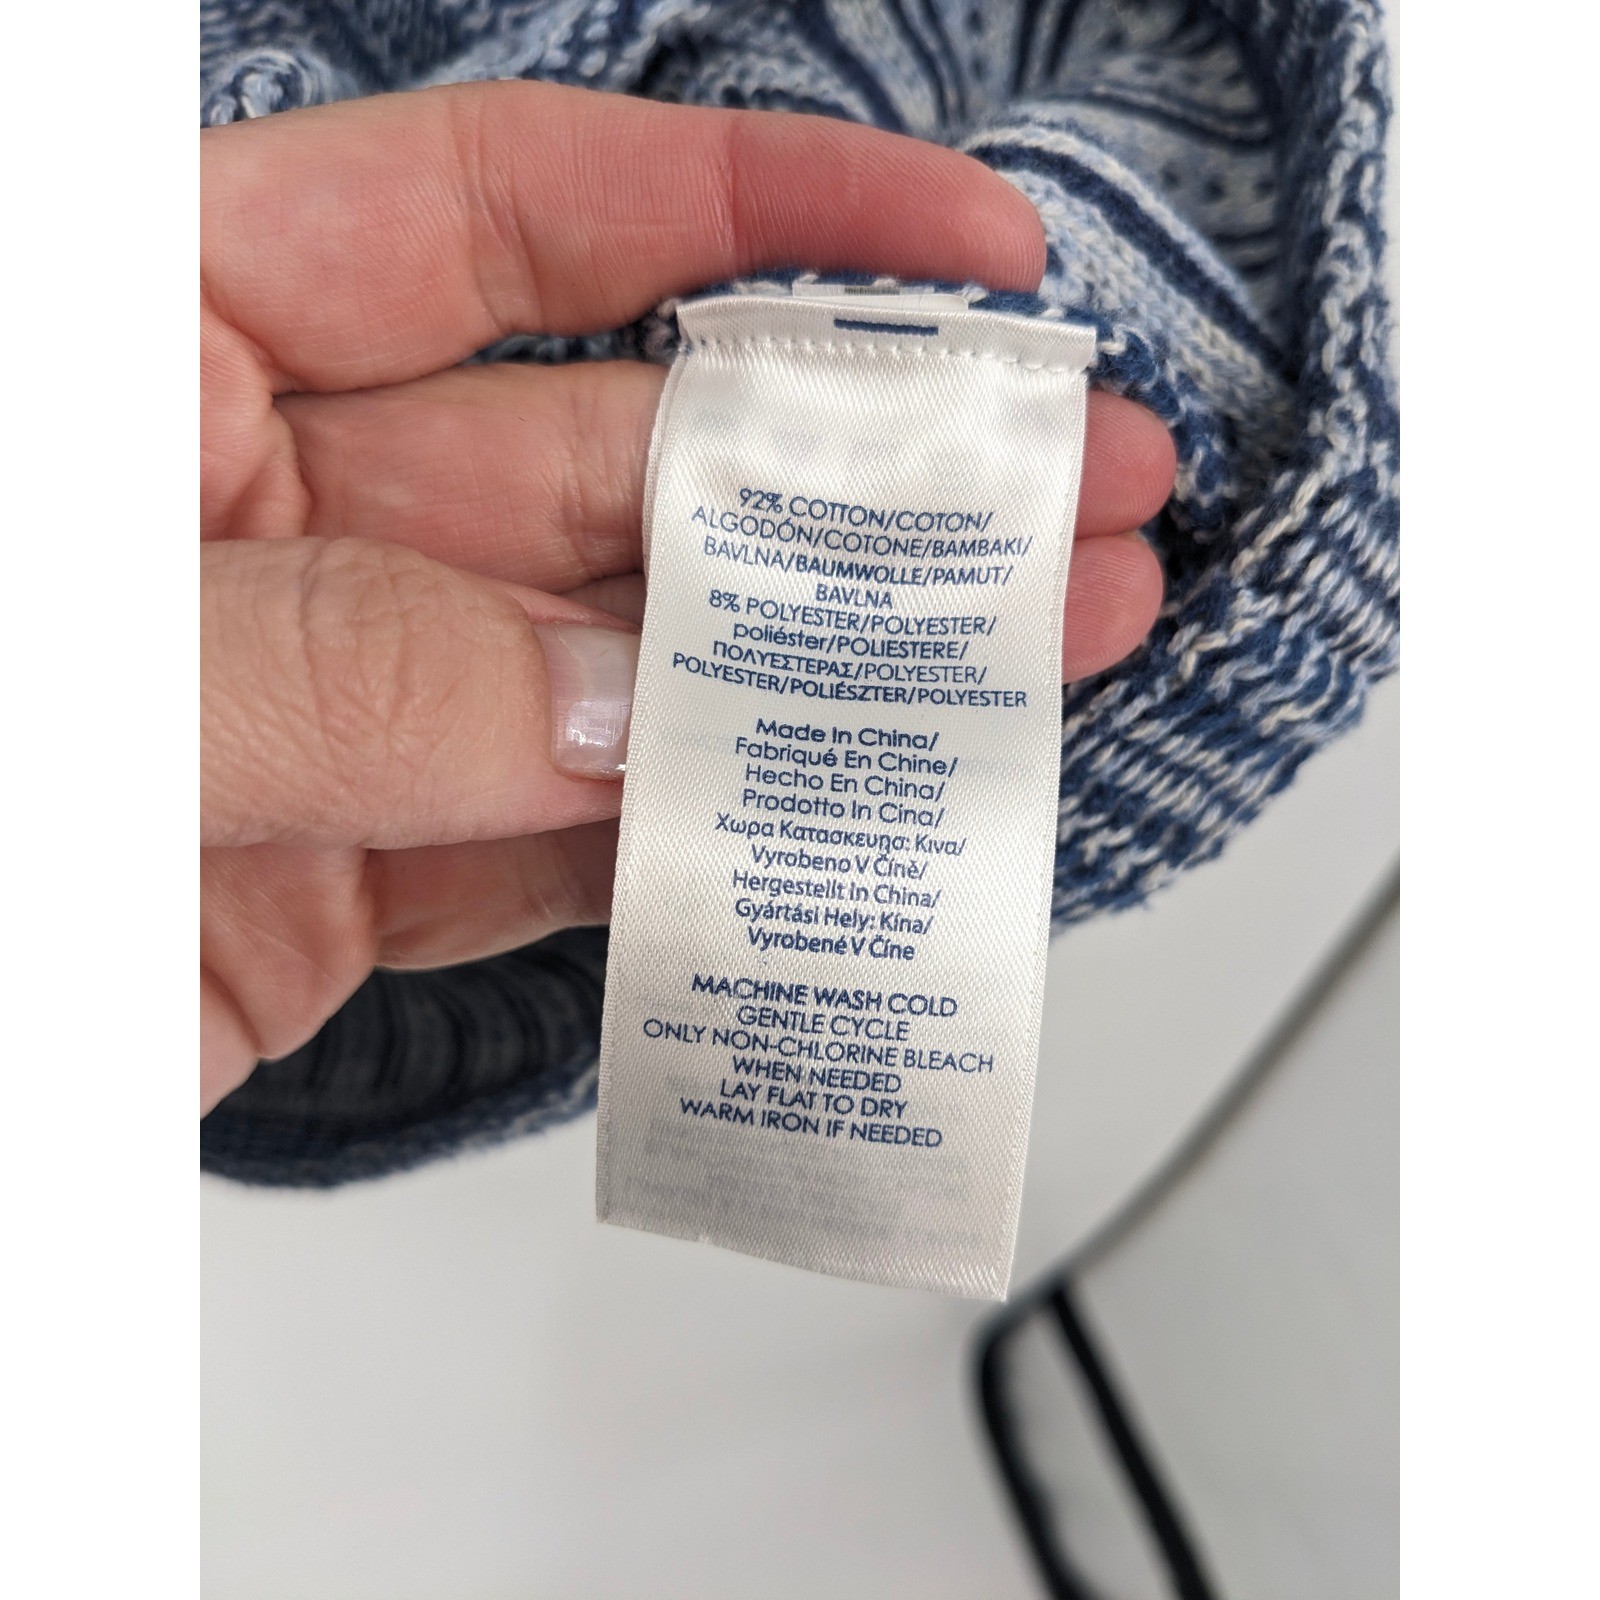 92% COTTON/COTON/
ALGODÓN/COTONE/BAMBAKI/
BAVLNA/BAUMWOLLE/PAMUT/
BAVLNA
8% POLYESTER/POLYESTER/
poliéster/POLIESTERE/
ΠΟΛΥΕΣΤΕΡΑΣ/POLYESTER/
POLYESTER/POLIÉSZTER/POLYESTER
Made In China/
Fabriqué En Chine/
Hecho En China/
Prodotto In Cina/
Χωρα Κατασκευησ: Κινα/
Vyrobeno V Číně/
Hergestellt In China/
Gyártási Hely: Kína/
Vyrobené V Číne
MACHINE WASH COLD
GENTLE CYCLE
ONLY NON-CHLORINE BLEACH
WHEN NEEDED
LAY FLAT TO DRY
WARM IRON IF NEEDED